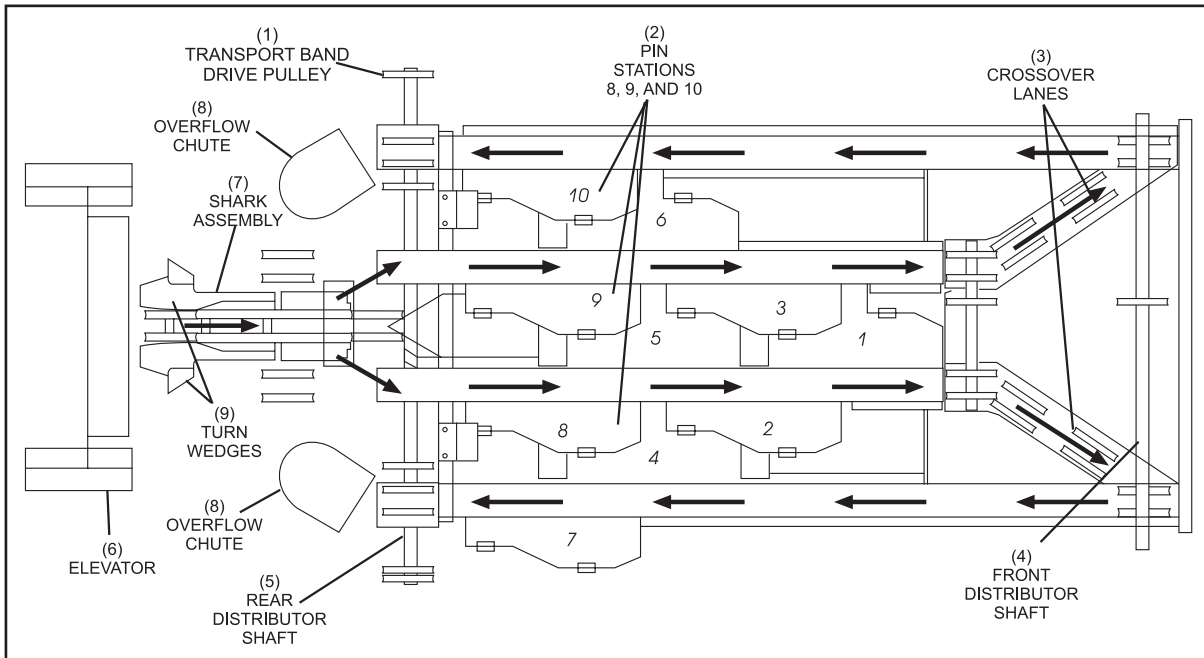 (1)
TRANSPORT BAND
DRIVE PULLEY
(2)
PIN
STATIONS
8, 9, AND 10
(3)
CROSSOVER
LANES
(8)
OVERFLOW
CHUTE
(7)
SHARK
ASSEMBLY
10
6
9
3
5
1
8
2
4
7
(9)
TURN
WEDGES
(8)
OVERFLOW
CHUTE
(6)
ELEVATOR
(5)
REAR
DISTRIBUTOR
SHAFT
(4)
FRONT
DISTRIBUTOR
SHAFT